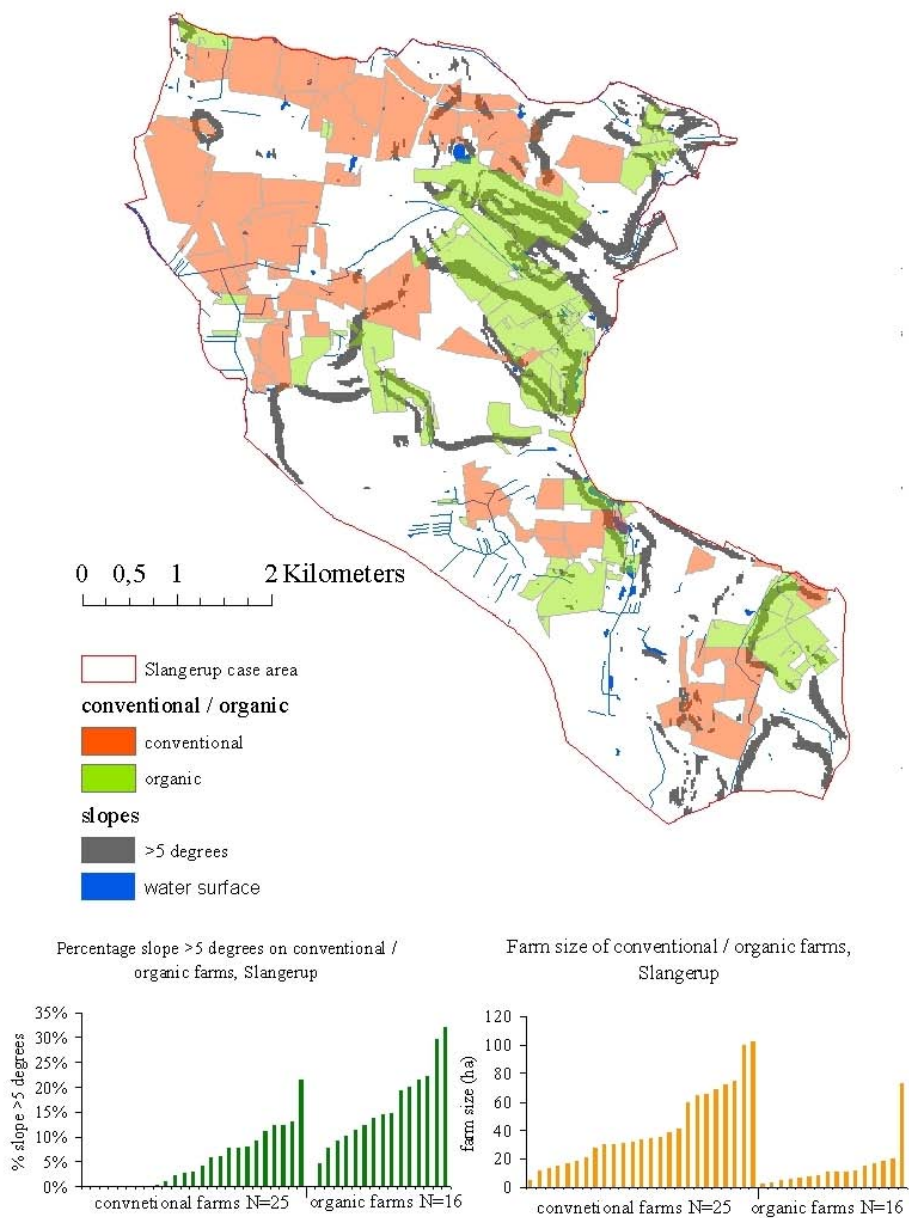 0 0,5 1 2 Kilometers
Slangerup case area
conventional / organic
conventional
organic
slopes
>5 degrees
water surface
Percentage slope >5 degrees on conventional /
organic farms, Slangerup
35%
30%
25%
20%
15%
10%
5%
0%
% slope >5 degrees
convnetional farms N=25 organic farms N=16
Farm size of conventional / organic farms,
Slangerup
120
100
80
60
40
20
0
farm size (ha)
convnetional farms N=25 organic farms N=16